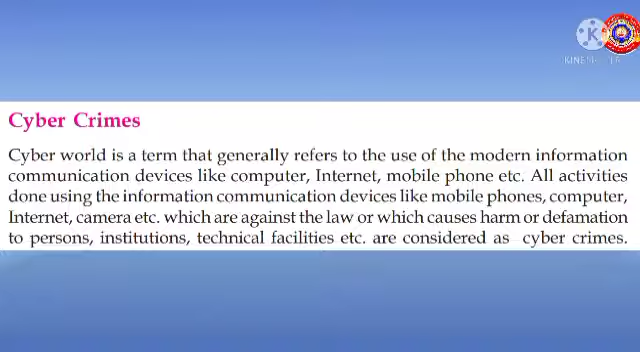 Cyber Crimes
Cyber world is a term that generally refers to the use of the modern information
communication devices like computer, Internet, mobile phone etc. All activities
done using the information communication devices like mobile phones, computer,
Internet, camera etc. which are against the law or which causes harm or defamation
to persons, institutions, technical facilities etc. are considered as cyber crimes.